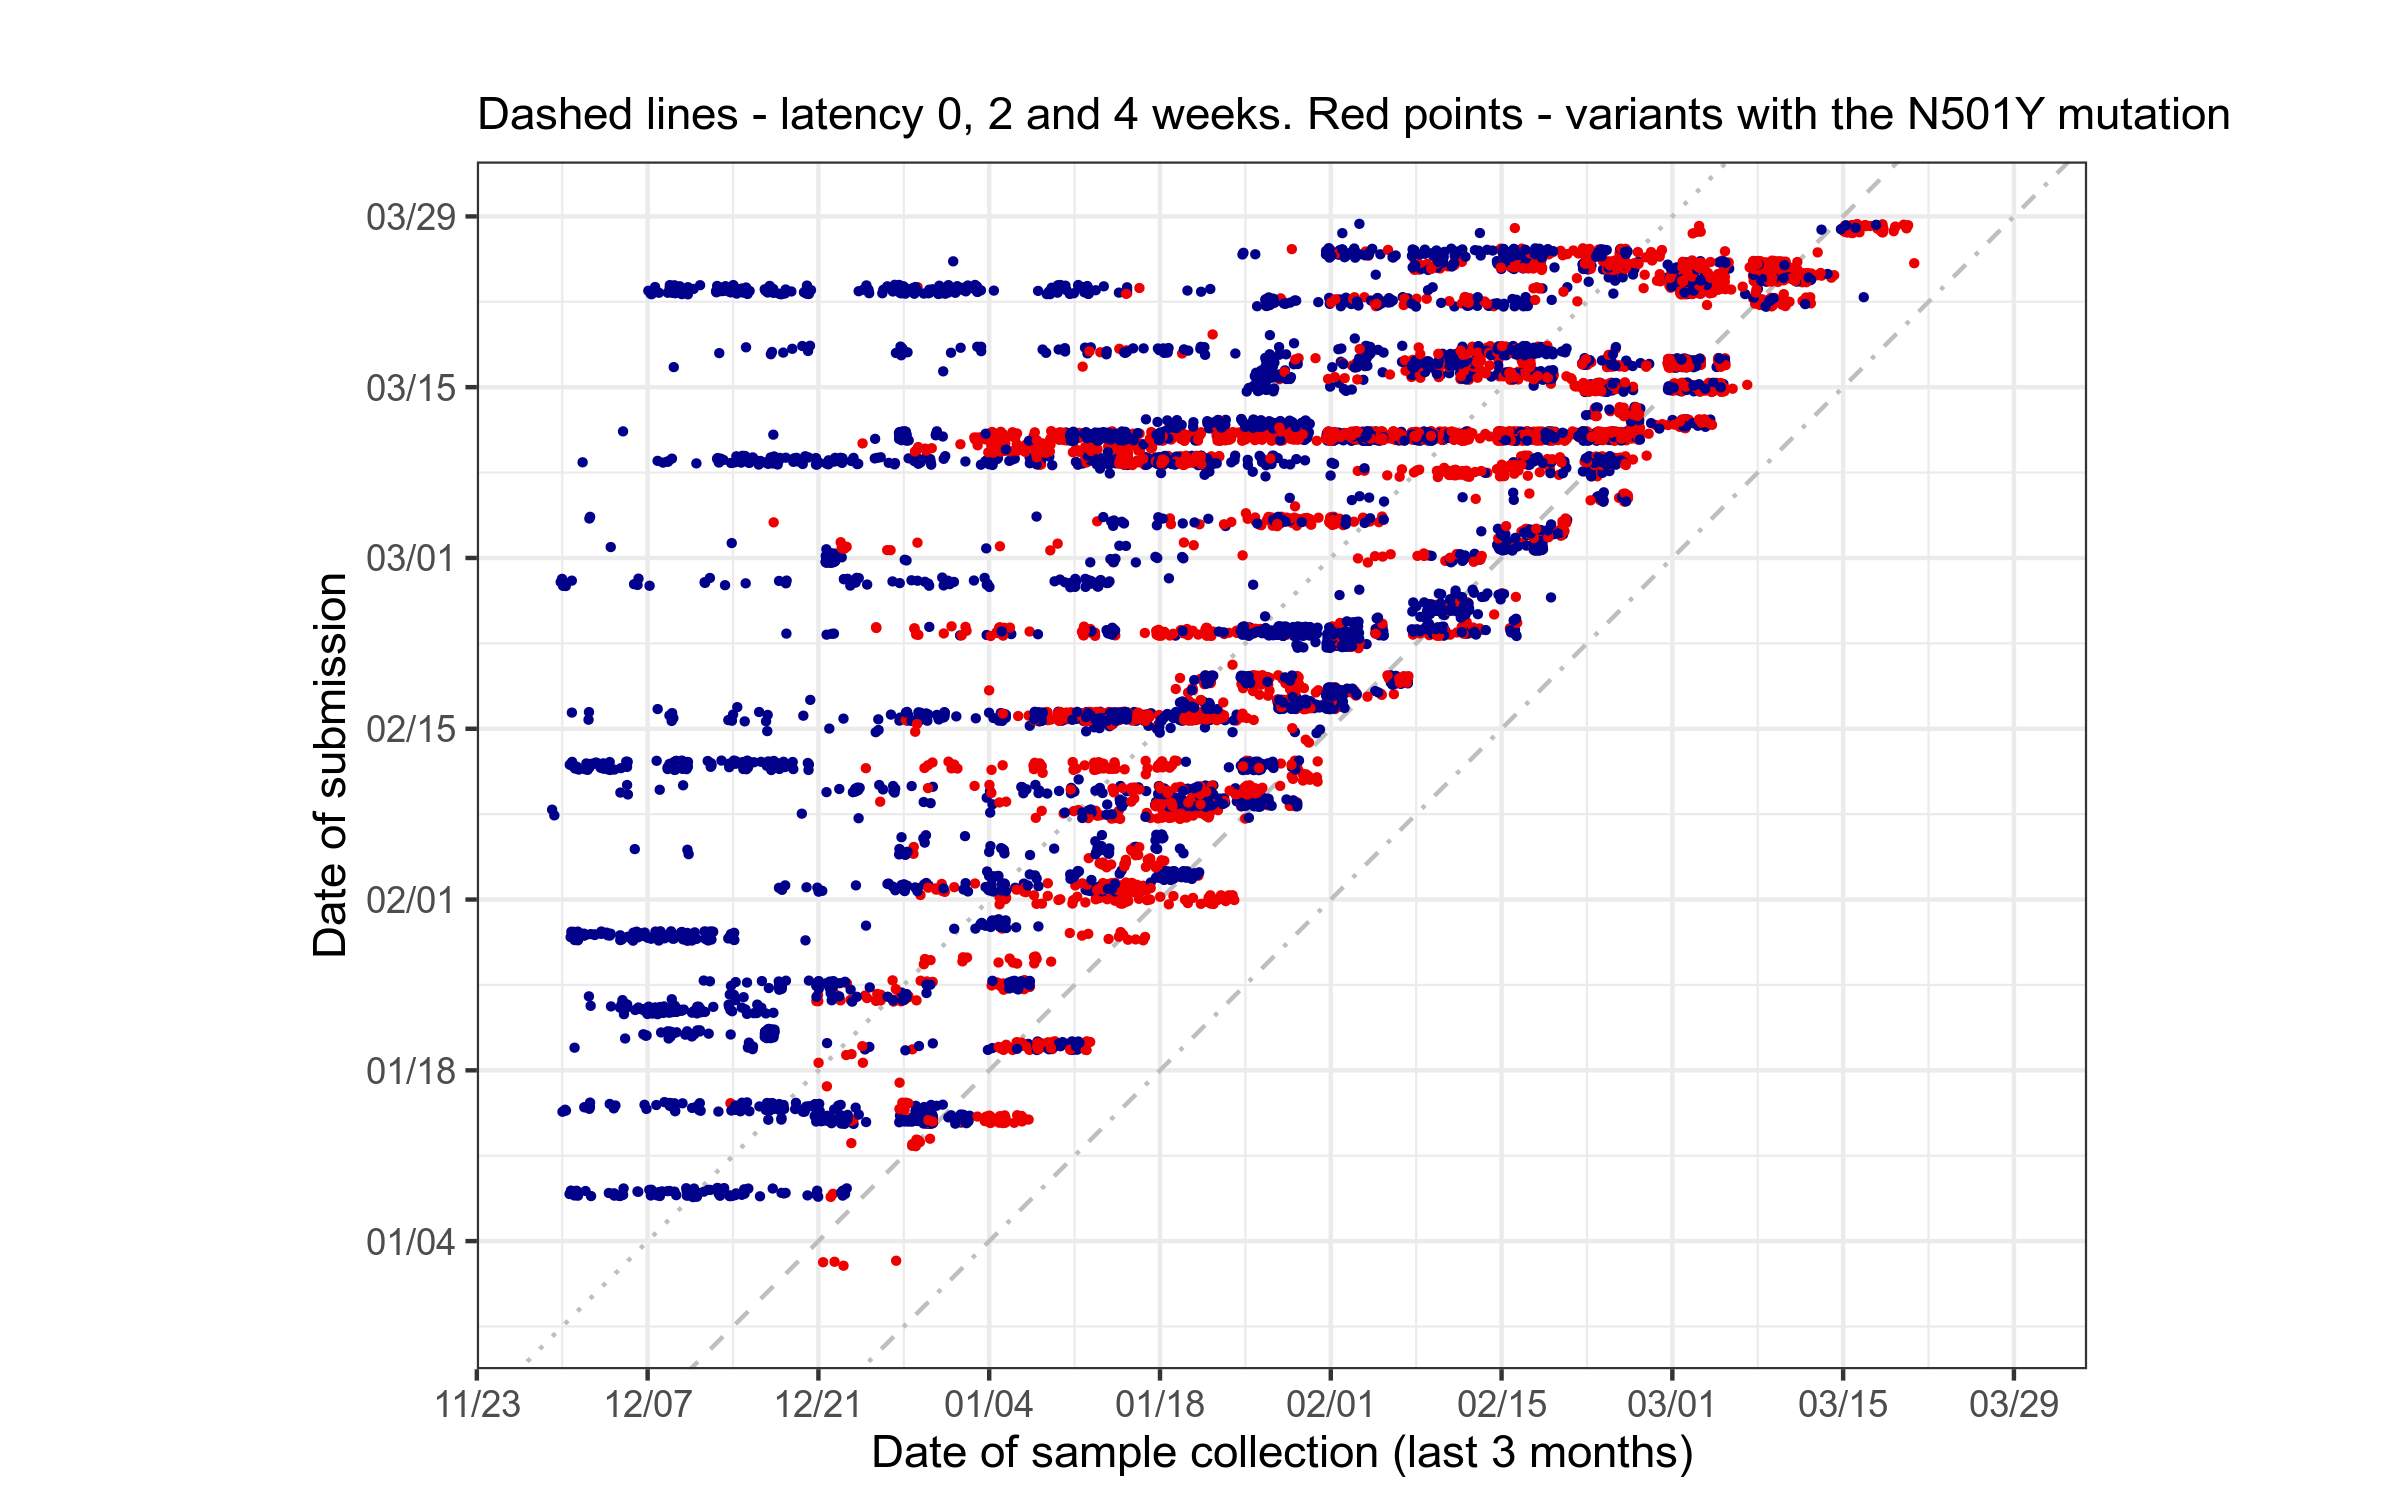 Dashed lines - latency 0, 2 and 4 weeks. Red points - variants with the N501Y mutation
Date of submission
03/29
03/15
03/01
02/15
02/01
01/18
01/04
11/23 12/07 12/21 01/04 01/18 02/01 02/15 03/01 03/15 03/29
Date of sample collection (last 3 months)